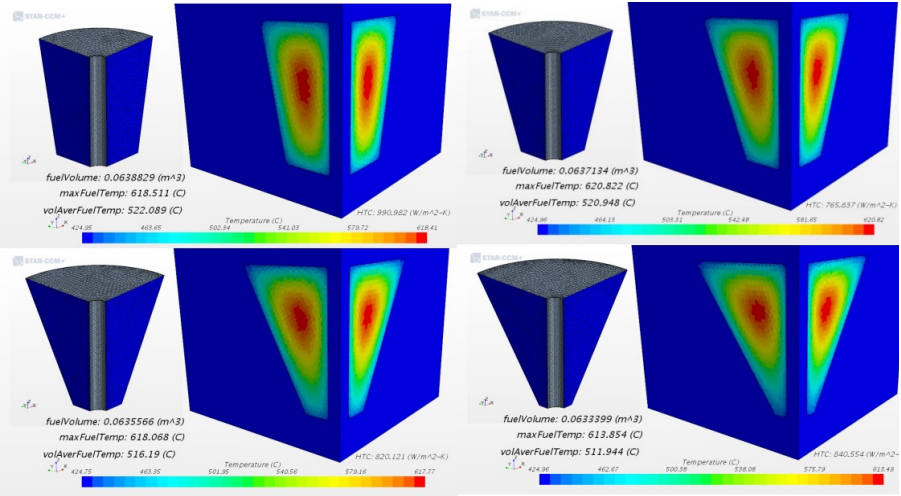 STAR-CCM+
fuelVolume: 0.0638829 (m^3)
maxFuelTemp: 618.511 (C)
volAverFuelTemp: 522.089 (C)
HTC: 990.982 (W/m^2-K)
Temperature (C)
424.95 463.65 502.34 541.03 579.72 618.41
STAR-CCM+
fuelVolume: 0.0637134 (m^3)
maxFuelTemp: 620.822 (C)
volAverFuelTemp: 520.948 (C)
HTC: 765.837 (W/m^2-K)
Temperature (C)
424.96 464.13 503.31 542.48 581.65 620.82
STAR-CCM+
fuelVolume: 0.0635566 (m^3)
maxFuelTemp: 618.068 (C)
volAverFuelTemp: 516.19 (C)
HTC: 820.121 (W/m^2-K)
Temperature (C)
424.75 463.35 501.95 540.56 579.16 617.77
STAR-CCM+
fuelVolume: 0.0633399 (m^3)
maxFuelTemp: 613.854 (C)
volAverFuelTemp: 511.944 (C)
HTC: 840.554 (W/m^2-
Temperature (C)
424.96 462.67 500.38 538.08 575.79 613.49